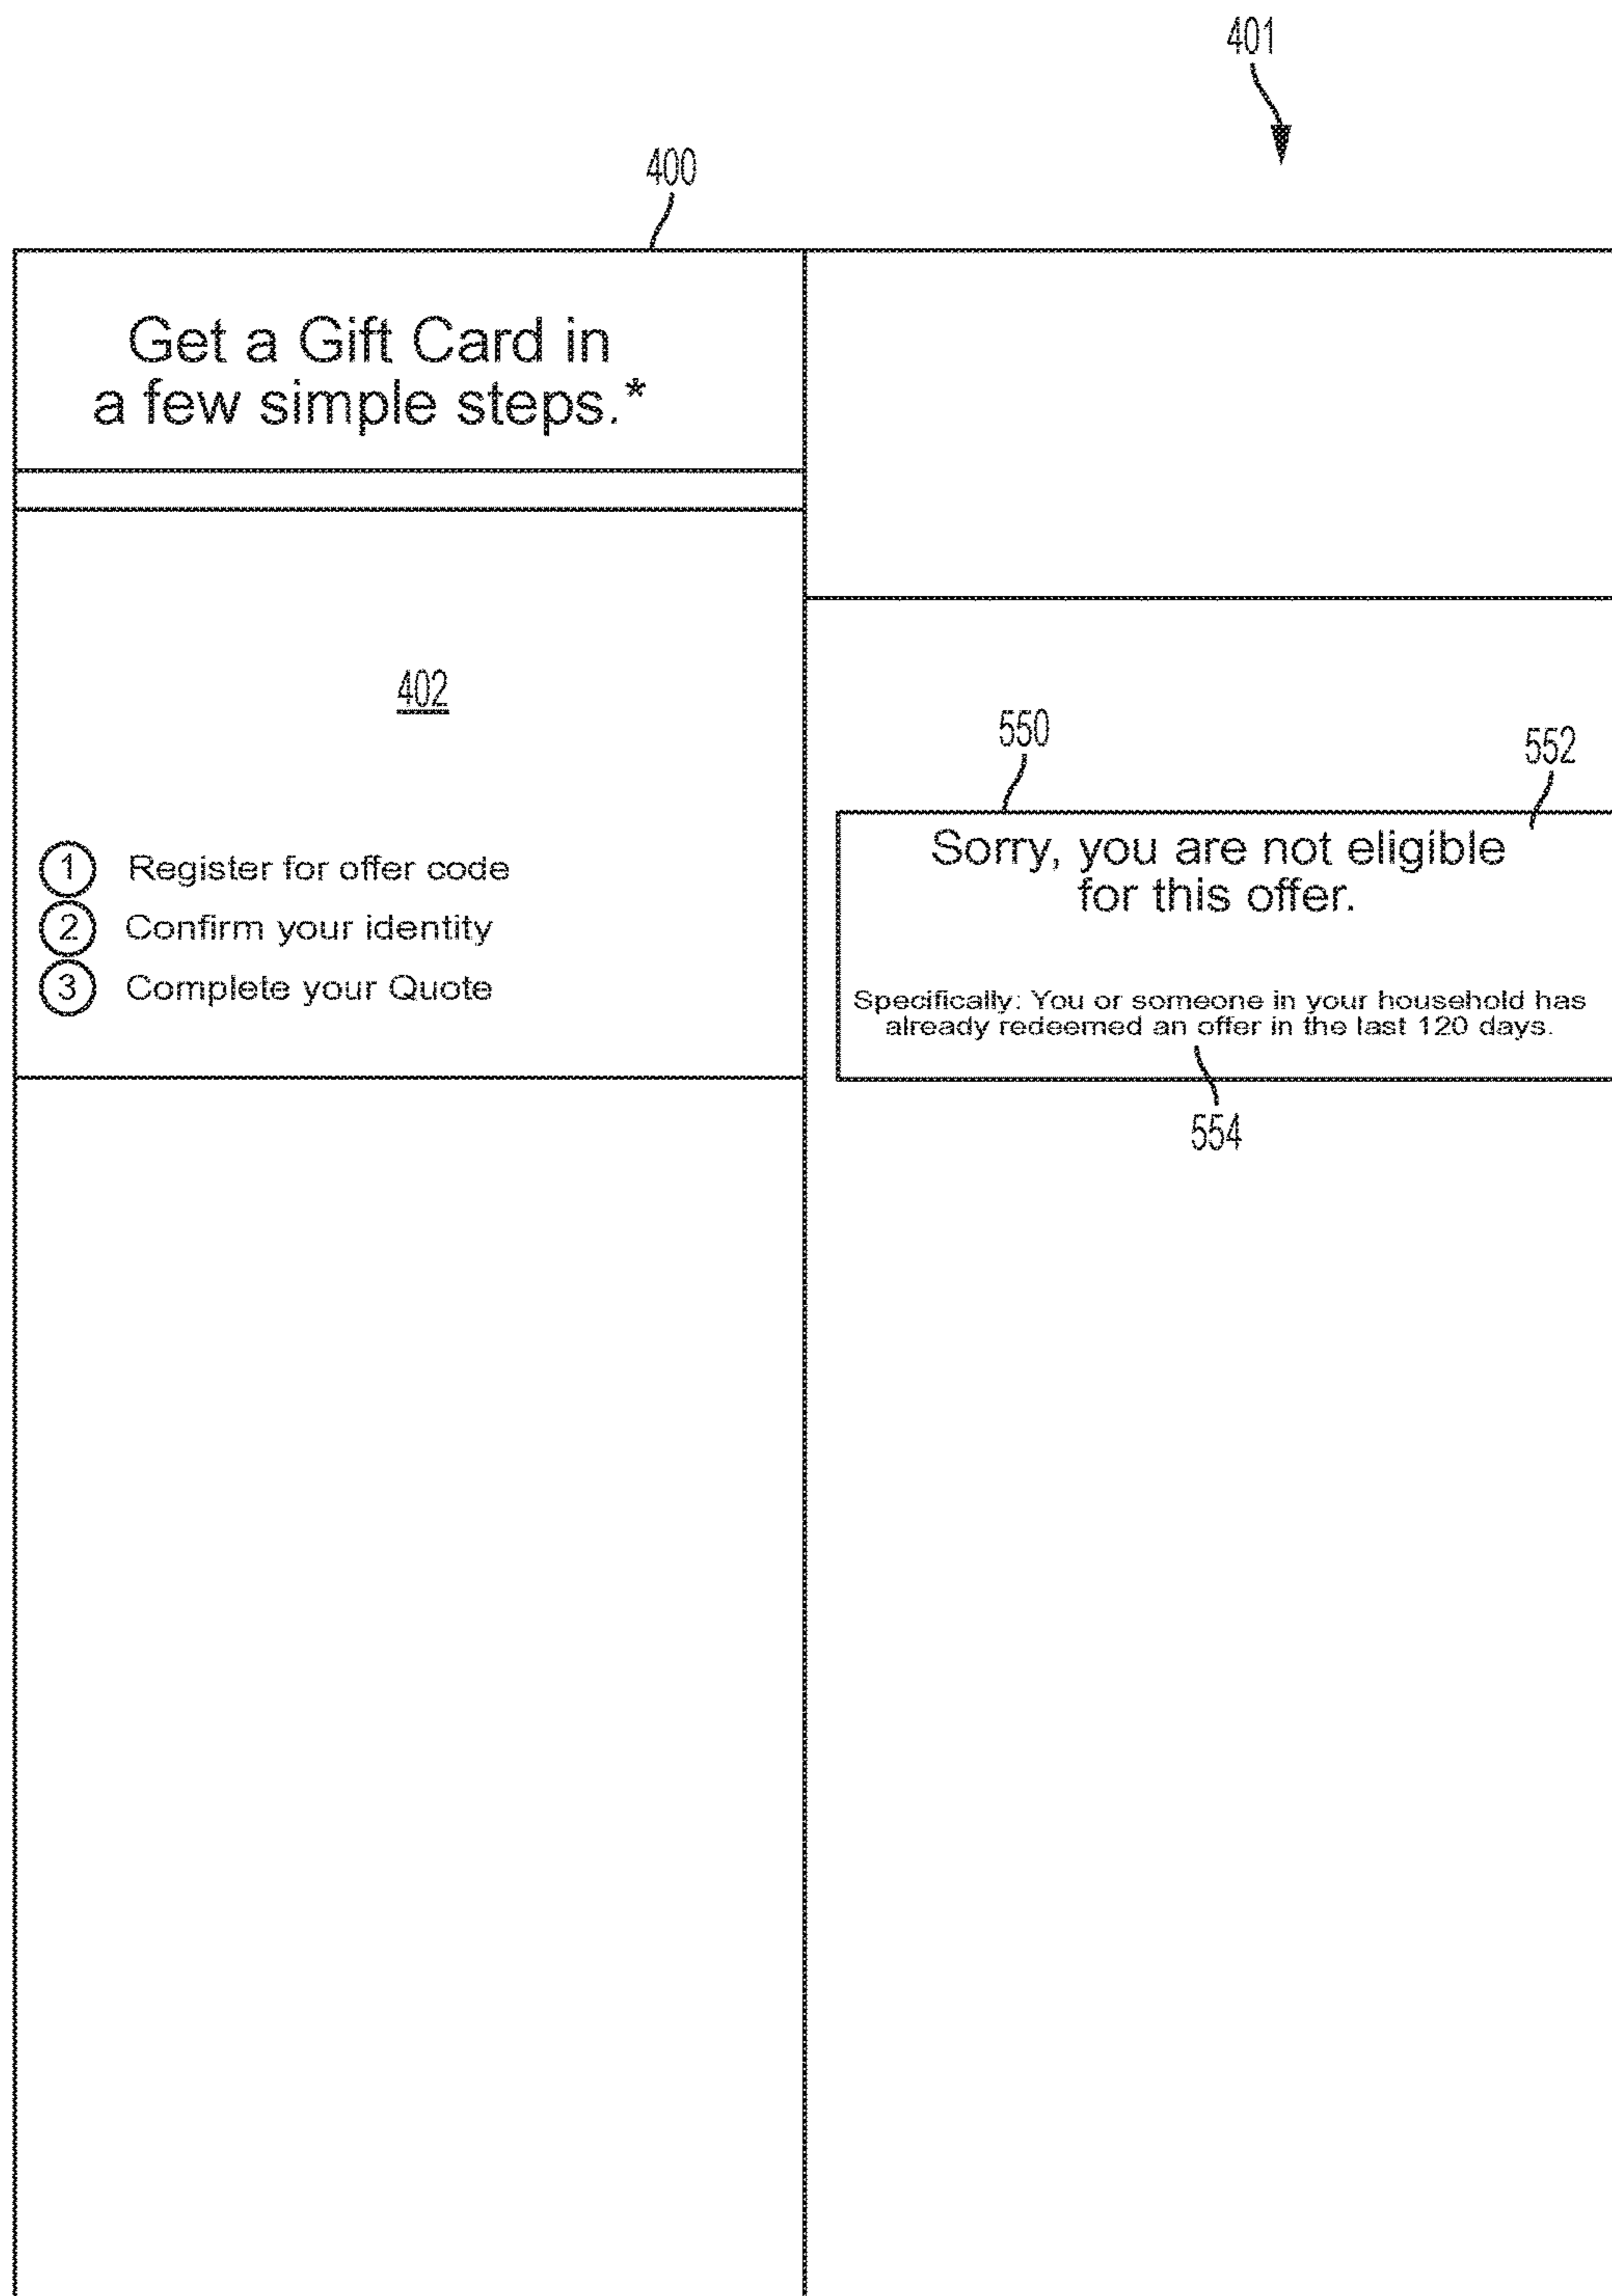 401
400
Get a Gift Card in
a few simple steps.*
402
1 Register for offer code
2 Confirm your identity
3 Complete your Quote
550
552
Sorry, you are not eligible
for this offer.
Specifically: You or someone in your household has
already redeemed an offer in the last 120 days.
554